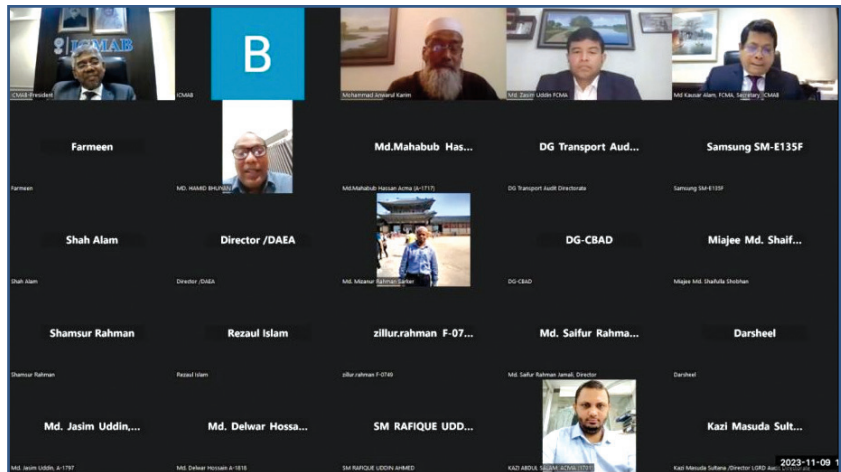 ICMAB
B
ICMAB-President
ICMAB
Mohammad Anwarul Karim
Md. Zasim Uddin FCMA
Md Kausar Alam, FCMA, Secretary, ICMAB
Farmeen
Md.Mahabub Has...
DG Transport Aud...
Samsung SM-E135F
Farmeen
MD. HAMID BHUIYAN
Md.Mahabub Hassan Acma (A-1717)
DG Transport Audit Directorate
Samsung SM-E135F
Shah Alam
Director /DAEA
DG-CBAD
Miajee Md. Shaif...
Shah Alam
Director /DAEA
Md. Mizanur Rahman Sarker
DG-CBAD
Miajee Md. Shaifulla Shobhan
Shamsur Rahman
Rezaul Islam
zillur.rahman F-07...
Md. Saifur Rahma...
Darsheel
Shamsur Rahman
Rezaul Islam
zillur.rahman F-0749
Md. Saifur Rahman Jamali, Director
Darsheel
Md. Jasim Uddin,...
Md. Delwar Hossa...
SM RAFIQUE UDD...
Kazi Masuda Sult...
Md. Jasim Uddin, A-1797
Md. Delwar Hossain A-1818
SM RAFIQUE UDDIN AHMED
KAZI ABDUL SALAM, ACMA
Kazi Masuda Sultana /Director LGRD
2023-11-09 1